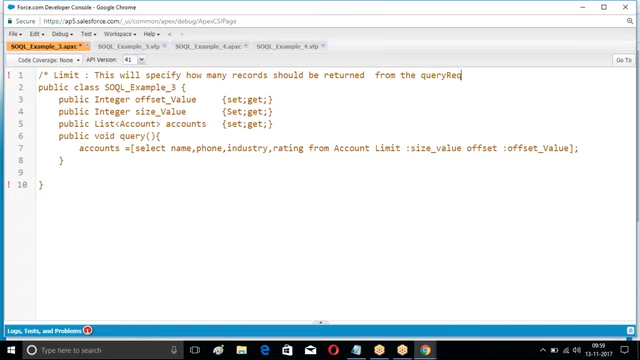 Force.com Developer Console - Google Chrome
Secure https://ap5.salesforce.com/_ui/common/apex/debug/ApexCSIPage
File Edit Debug Test Workspace Help < >
SOQL_Example_3.apxc SOQL_Example_3.vfp SOQL_Example_4.apxc SOQL_Example_4.vfp
Code Coverage: None API Version: 41 Go To
1 /* Limit : This will specify how many records should be returned from the queryReq
2 public class SOQL_Example_3 {
3 public Integer offset_Value {set;get;}
4 public Integer size_Value {Set;get;}
5 public List<Account> accounts {set;get;}
6 public void query(){
7 accounts =[select name,phone,industry,rating from Account Limit :size_value offset :offset_Value];
8 }
9
10 }
Logs, Tests, and Problems
Type here to search
09:59
13-11-2017